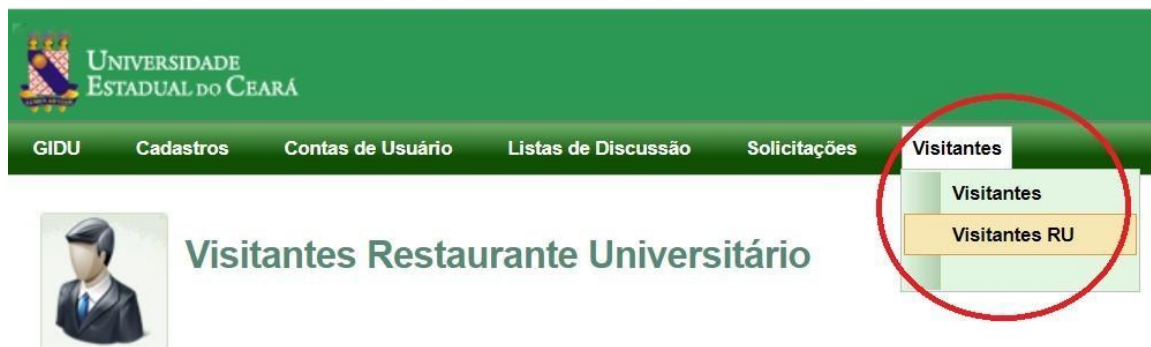 UNIVERSIDADE
ESTADUAL DO CEARÁ
GIDU Cadastros Contas de Usuário Listas de Discussão Solicitações Visitantes
Visitantes
Visitantes RU
Visitantes Restaurante Universitário